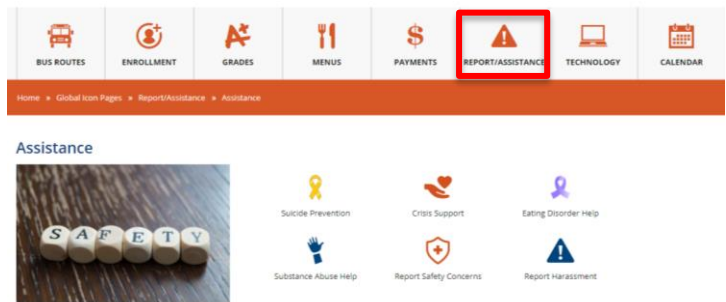 BUS ROUTES ENROLLMENT GRADES MENUS PAYMENTS REPORT/ASSISTANCE TECHNOLOGY CALENDAR
Home » Global Icon Pages » Report/Assistance » Assistance
Assistance
SAFETY
Suicide Prevention Crisis Support Eating Disorder Help
Substance Abuse Help Report Safety Concerns Report Harassment